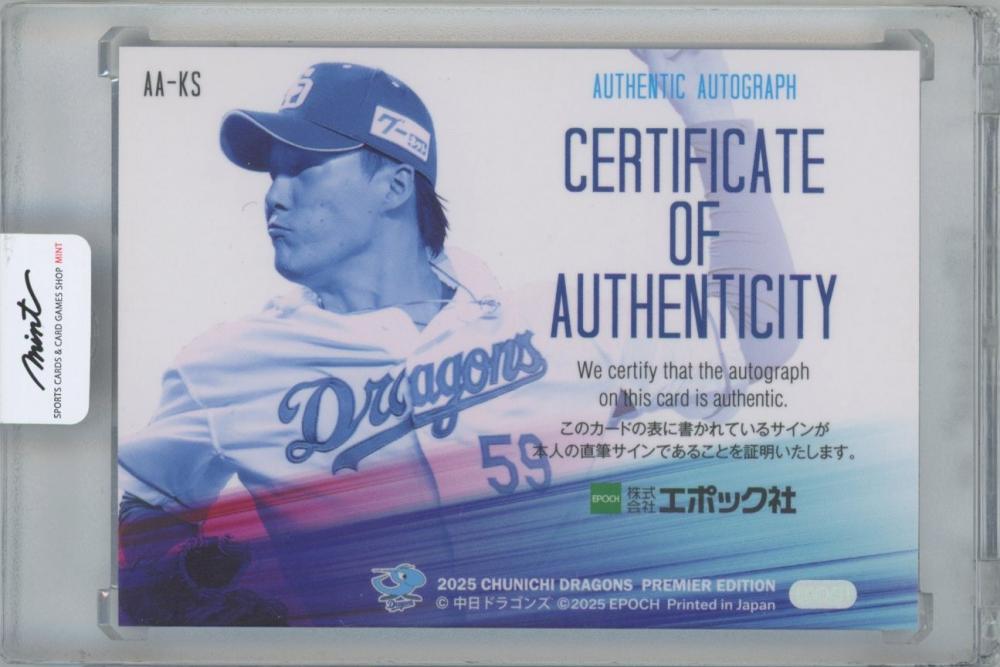 AA-KS
AUTHENTIC AUTOGRAPH
CERTIFICATE
OF
AUTHENTICITY
We certify that the autograph
on this card is authentic.
このカードの表に書かれているサインが
本人の直筆サインであることを証明いたします。
EPOCH 株式会社 エポック社
2025 CHUNICHI DRAGONS PREMIER EDITION
© 中日ドラゴンズ ©2025 EPOCH Printed in Japan
Dragons
59
Dragons
mint
SPORTS CARDS & CARD GAMES SHOP MINT